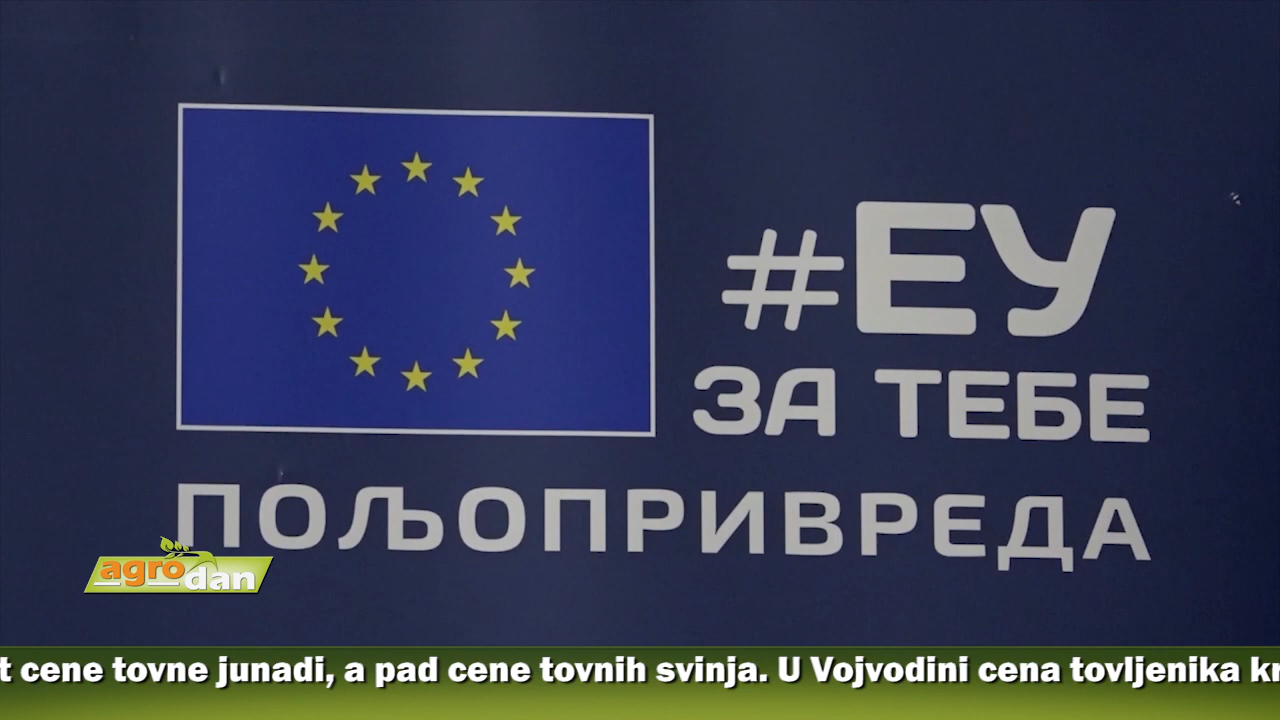 #ЕУ
ЗА ТЕБЕ
ПОЉОПРИВРЕДА
agro
dan
cene tovne junadi, a pad cene tovnih svinja. U Vojvodini cena tovljenika